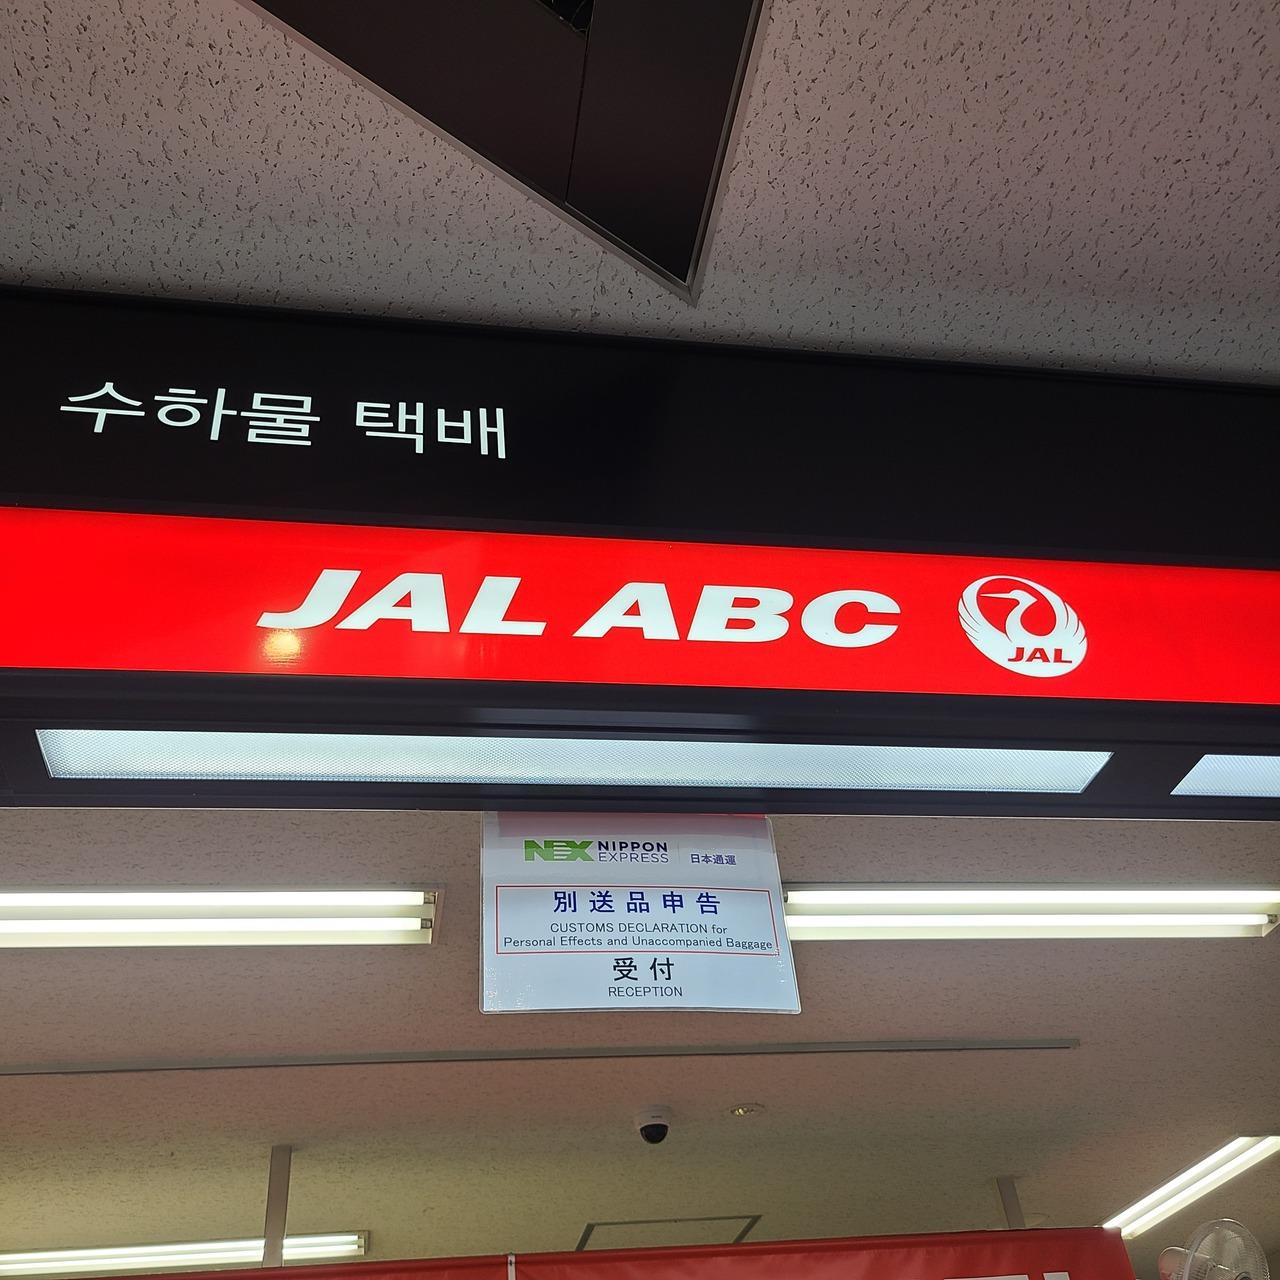 수하물 택배
JAL ABC
JAL
NX NIPPON EXPRESS 日本通運
別送品申告
CUSTOMS DECLARATION for
Personal Effects and Unaccompanied Baggage
受付
RECEPTION